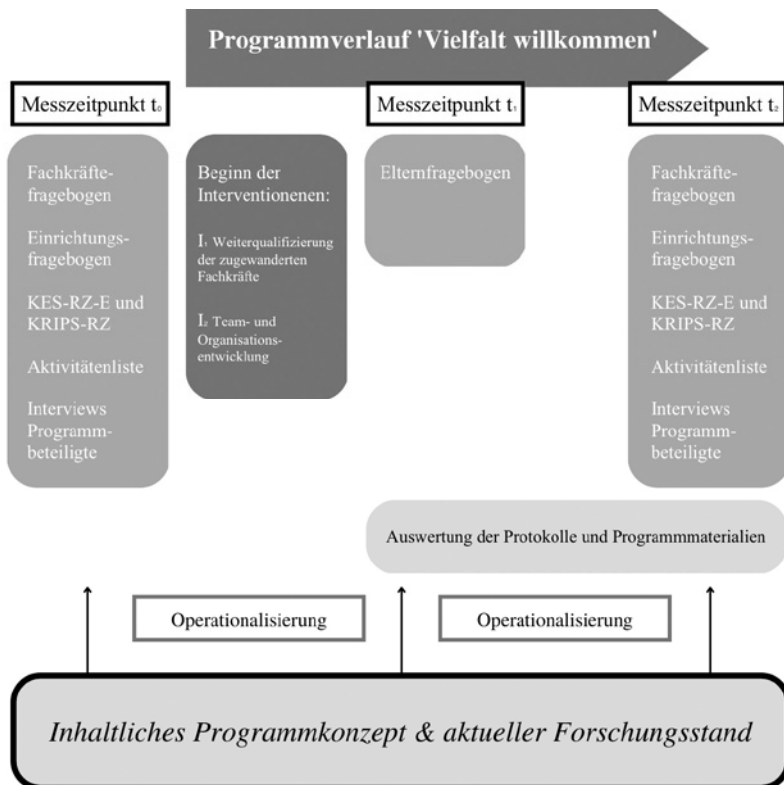 Programmverlauf 'Vielfalt willkommen'
Messzeitpunkt t₀
Fachkräfte-
fragebogen
Einrichtungs-
fragebogen
KES-RZ-E und
KRIPS-RZ
Aktivitätenliste
Interviews
Programm-
beteiligte
Beginn der
Interventionenen:
I₁ Weiterqualifizierung
der zugewanderten
Fachkräfte
I₂ Team- und
Organisations-
entwicklung
Messzeitpunkt t₁
Elternfragebogen
Messzeitpunkt t₂
Fachkräfte-
fragebogen
Einrichtungs-
fragebogen
KES-RZ-E und
KRIPS-RZ
Aktivitätenliste
Interviews
Programm-
beteiligte
Auswertung der Protokolle und Programmmaterialien
Operationalisierung
Operationalisierung
Inhaltliches Programmkonzept & aktueller Forschungsstand